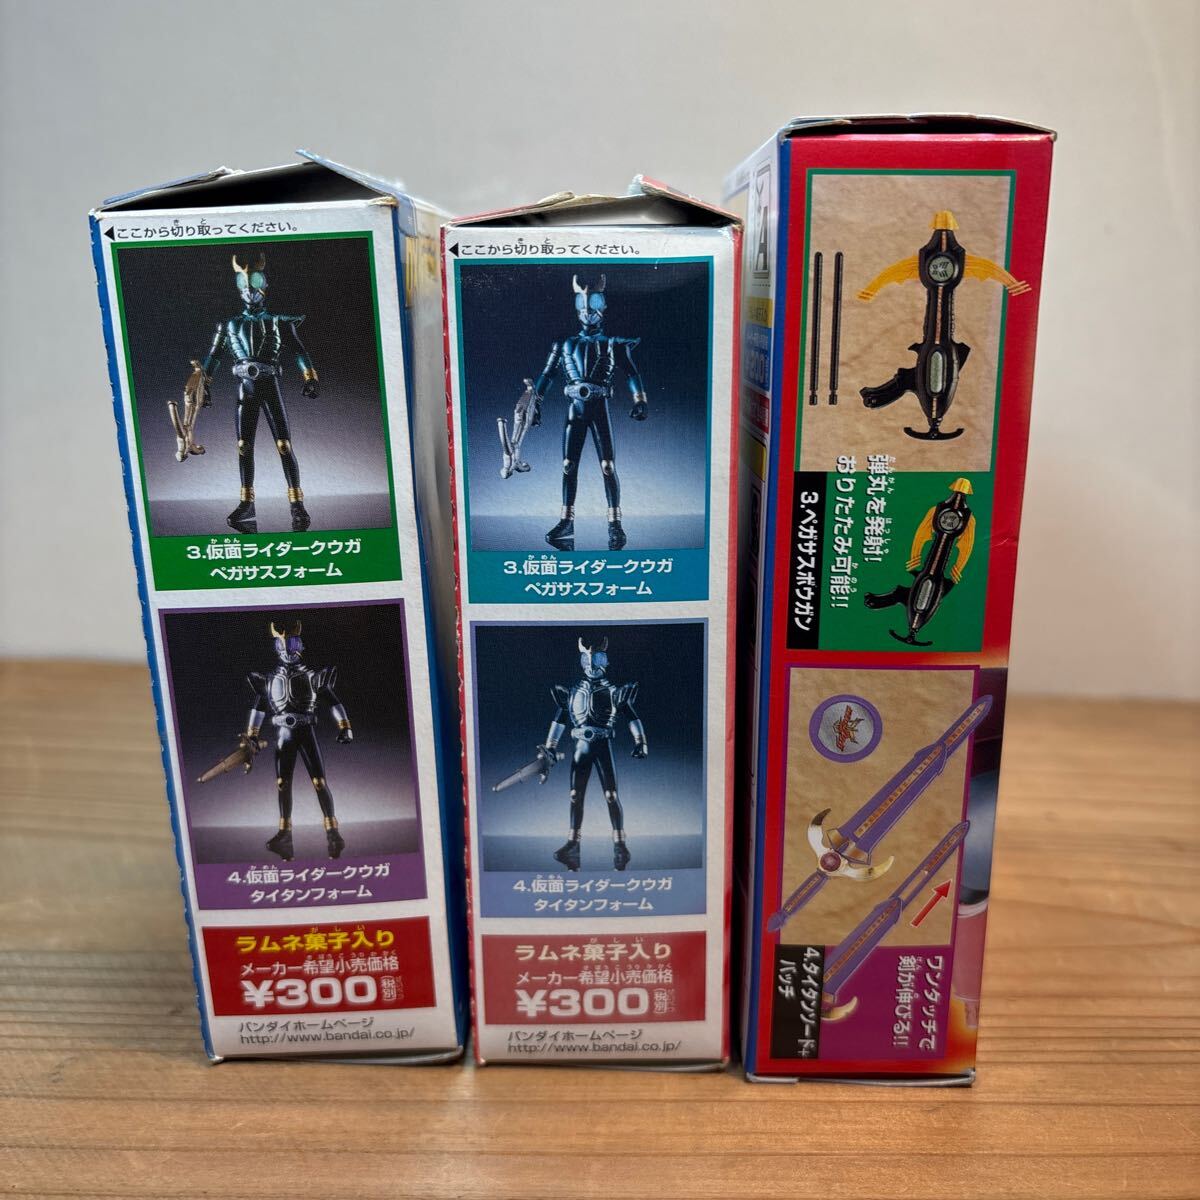 ◀ここから切り取ってください。
3.仮面ライダークウガ
ペガサスフォーム
4.仮面ライダークウガ
タイタンフォーム
ラムネ菓子入り
メーカー希望小売価格
¥300税別
バンダイホームページ
http://www.bandai.co.jp/
◀ここから切り取ってください。
3.仮面ライダークウガ
ペガサスフォーム
4.仮面ライダークウガ
タイタンフォーム
ラムネ菓子入り
メーカー希望小売価格
¥300税別
バンダイホームページ
http://www.bandai.co.jp/
弾丸を発射!
おりたたみ可能!!
3.ペガサスボウガン
ワンタッチで
剣が伸びる!!
4.タイタンソード+
バッチ